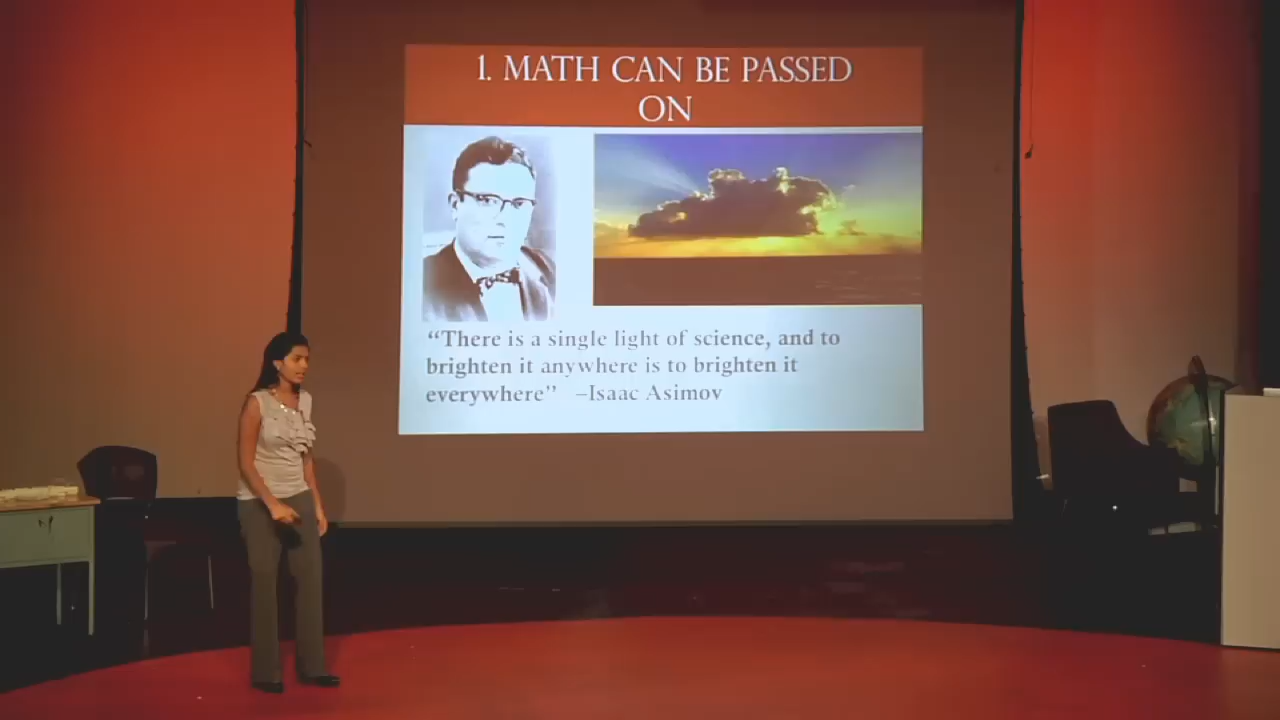 1. MATH CAN BE PASSED
ON
“There is a single light of science, and to
brighten it anywhere is to brighten it
everywhere” –Isaac Asimov